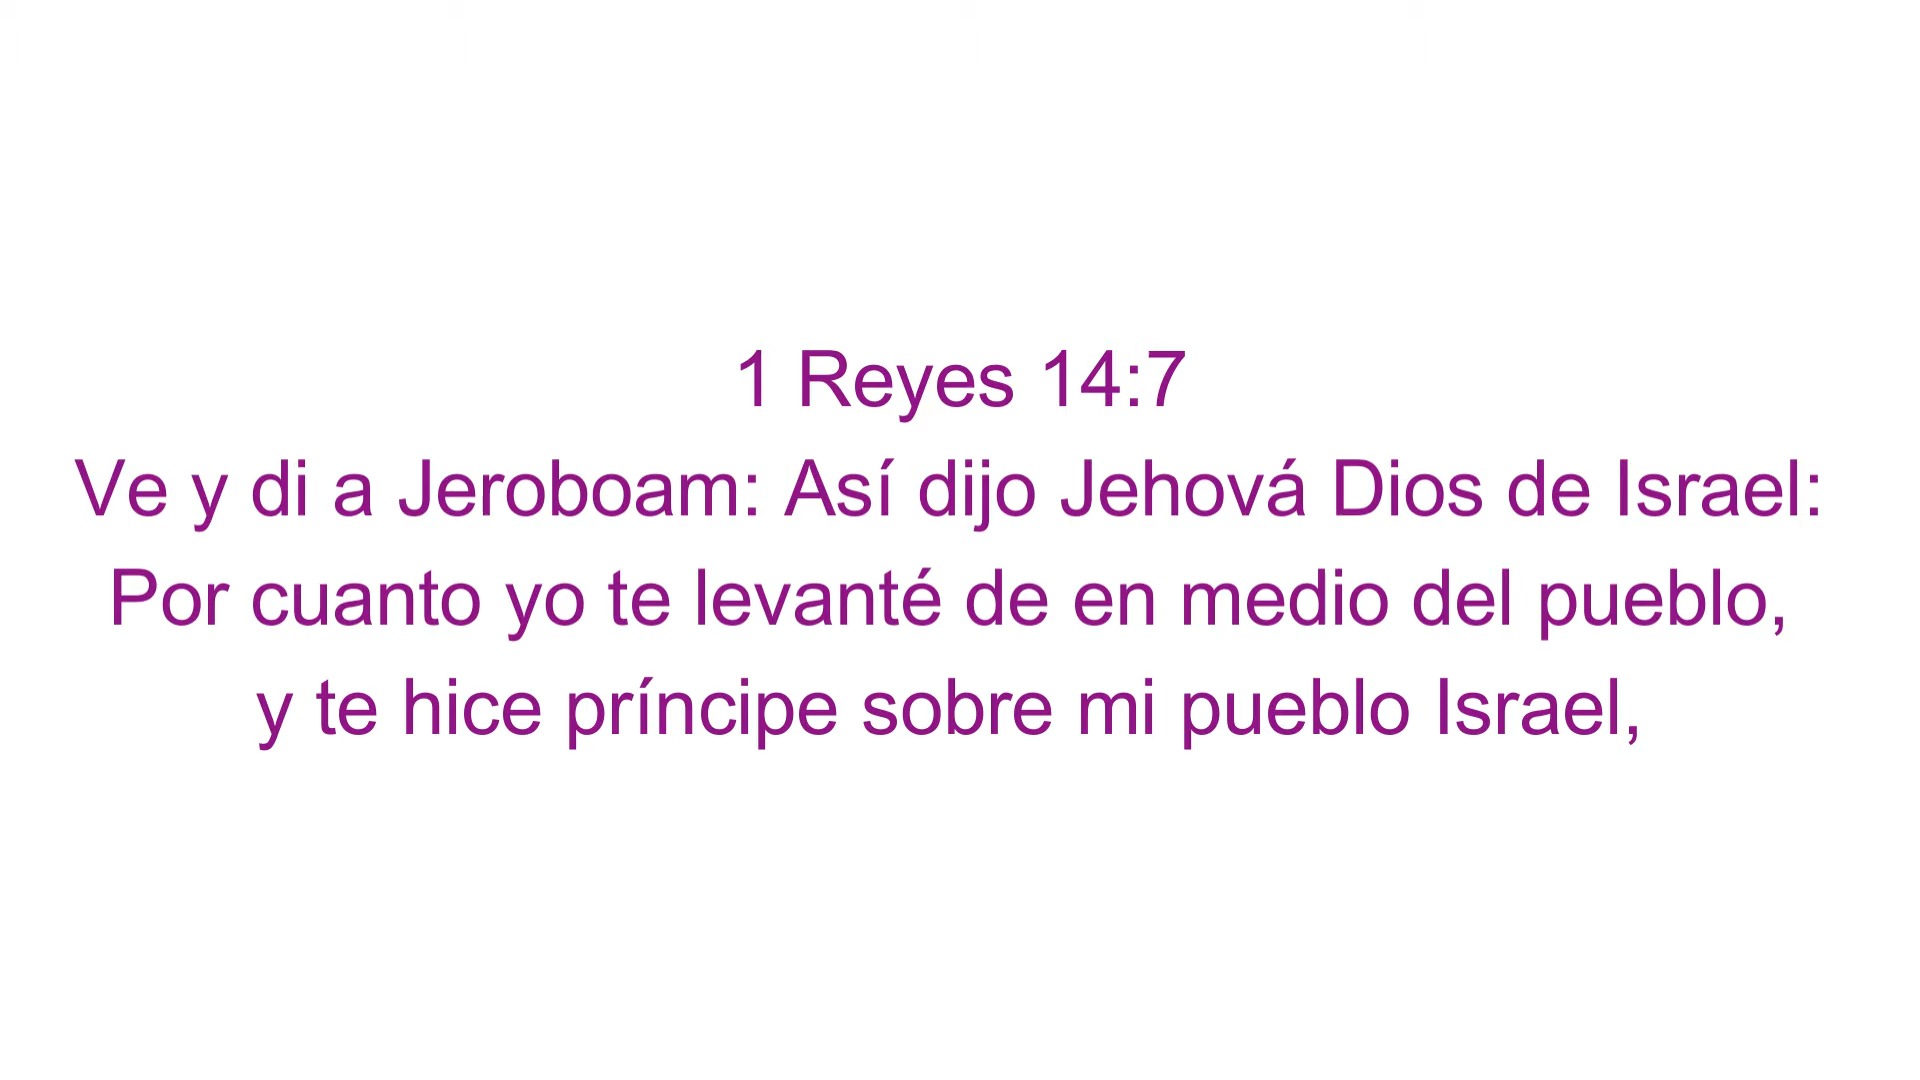 1 Reyes 14:7
Ve y di a Jeroboam: Así dijo Jehová Dios de Israel:
Por cuanto yo te levanté de en medio del pueblo,
y te hice príncipe sobre mi pueblo Israel,